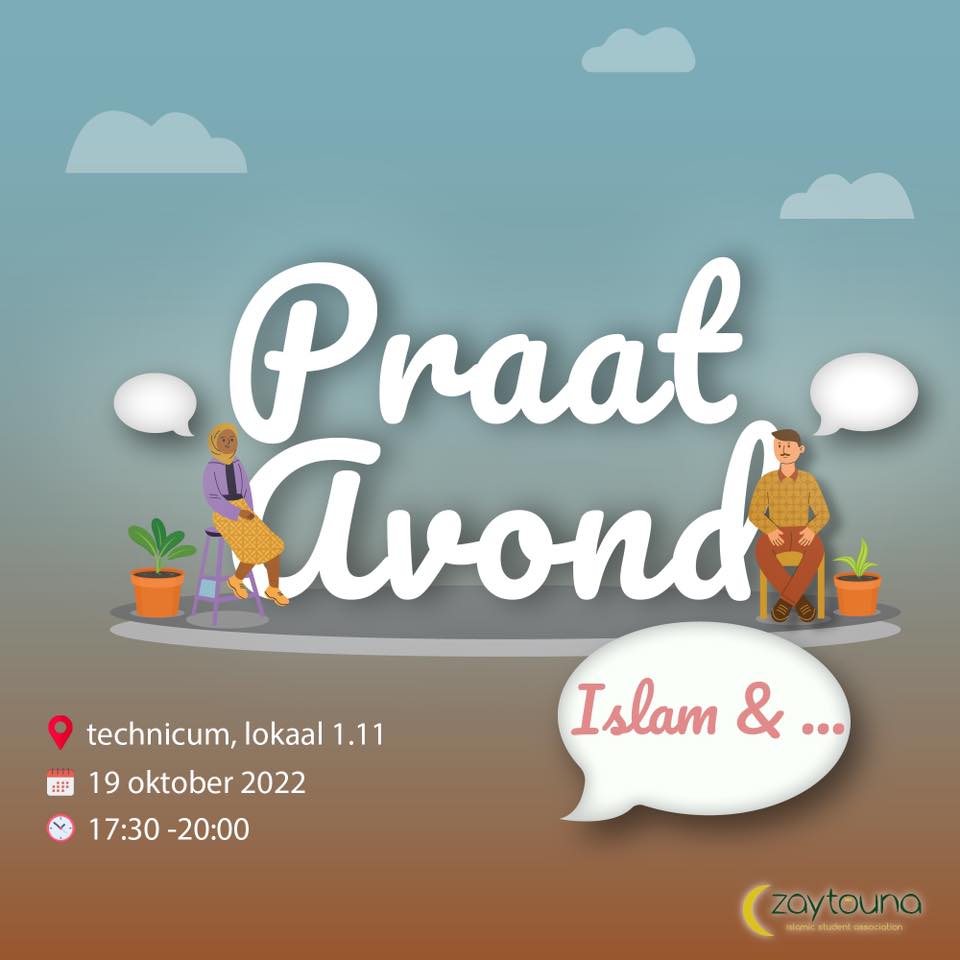 Praat
Avond
Islam & ...
technicum, lokaal 1.11
19 oktober 2022
17:30 -20:00
zaytouna
islamic student association